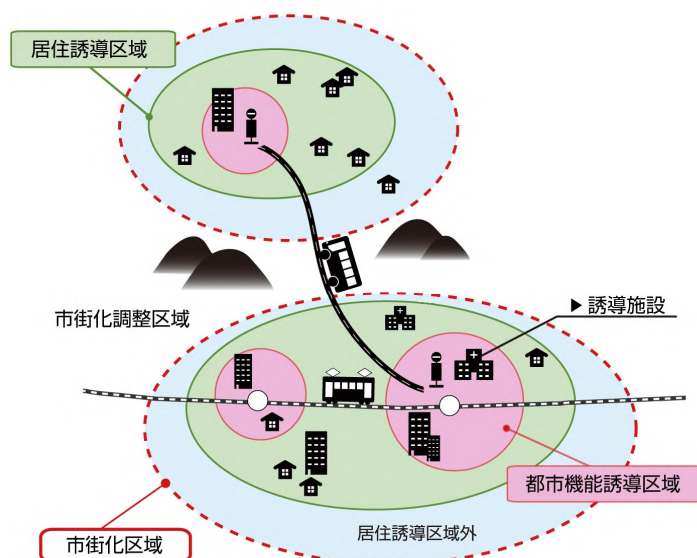 居住誘導区域
市街化調整区域
▶ 誘導施設
都市機能誘導区域
居住誘導区域外
市街化区域